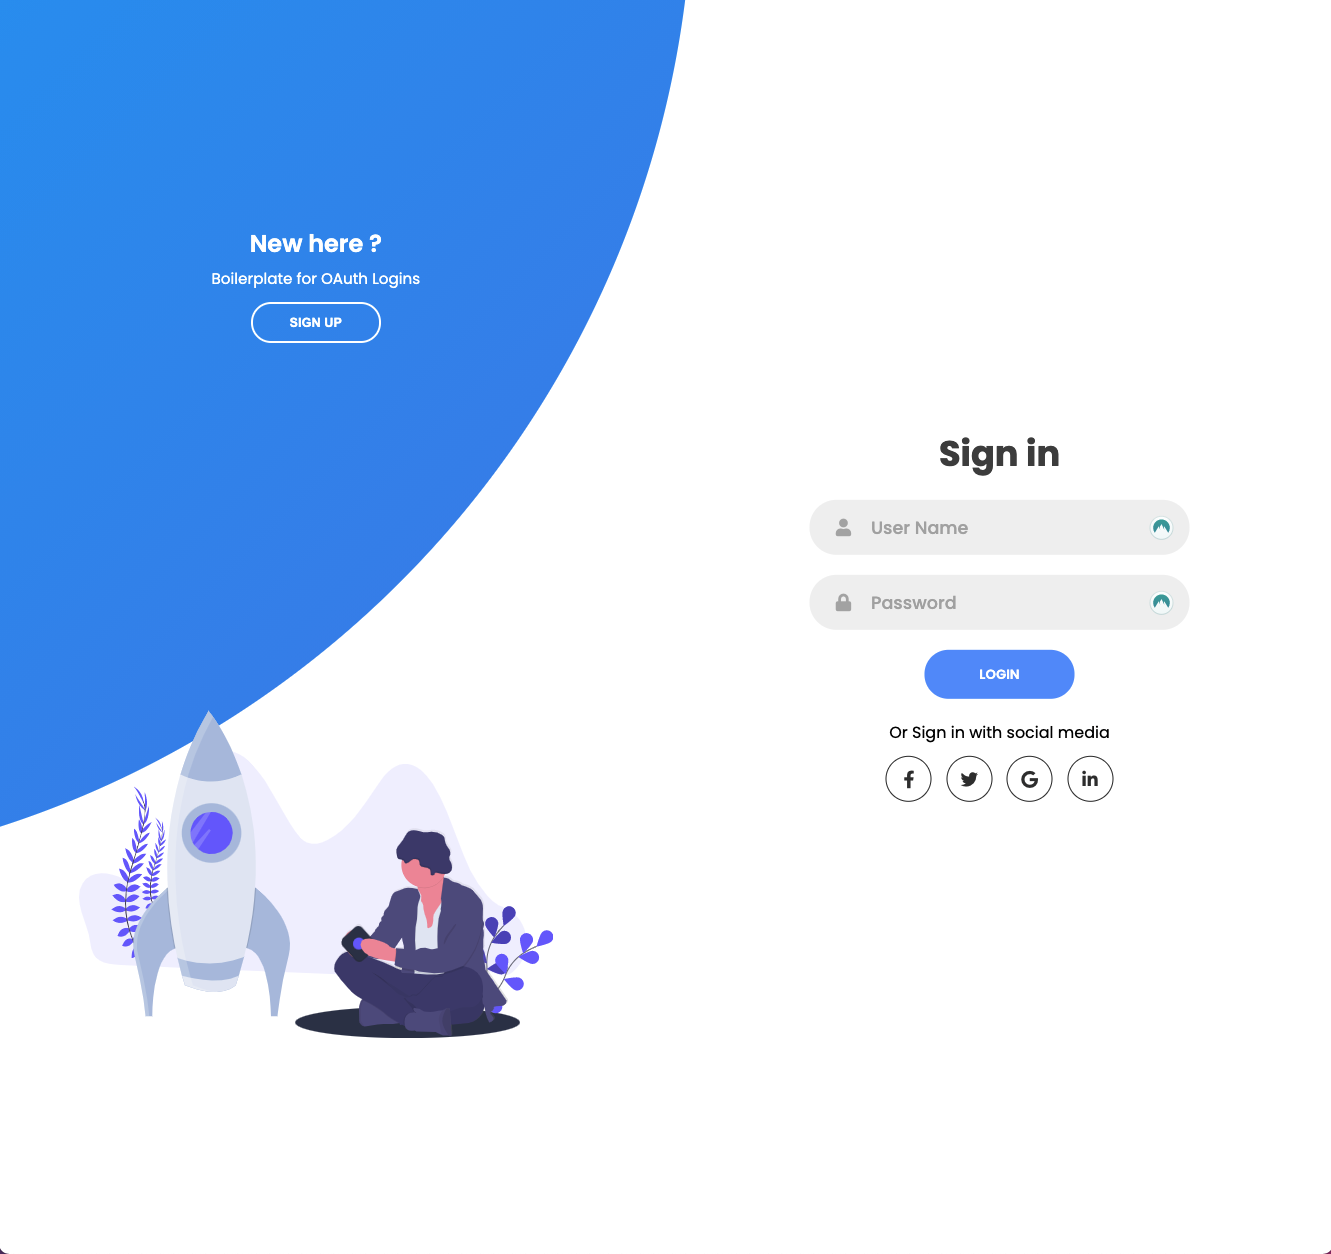 New here ?
Boilerplate for OAuth Logins
SIGN UP
Sign in
User Name
Password
LOGIN
Or Sign in with social media